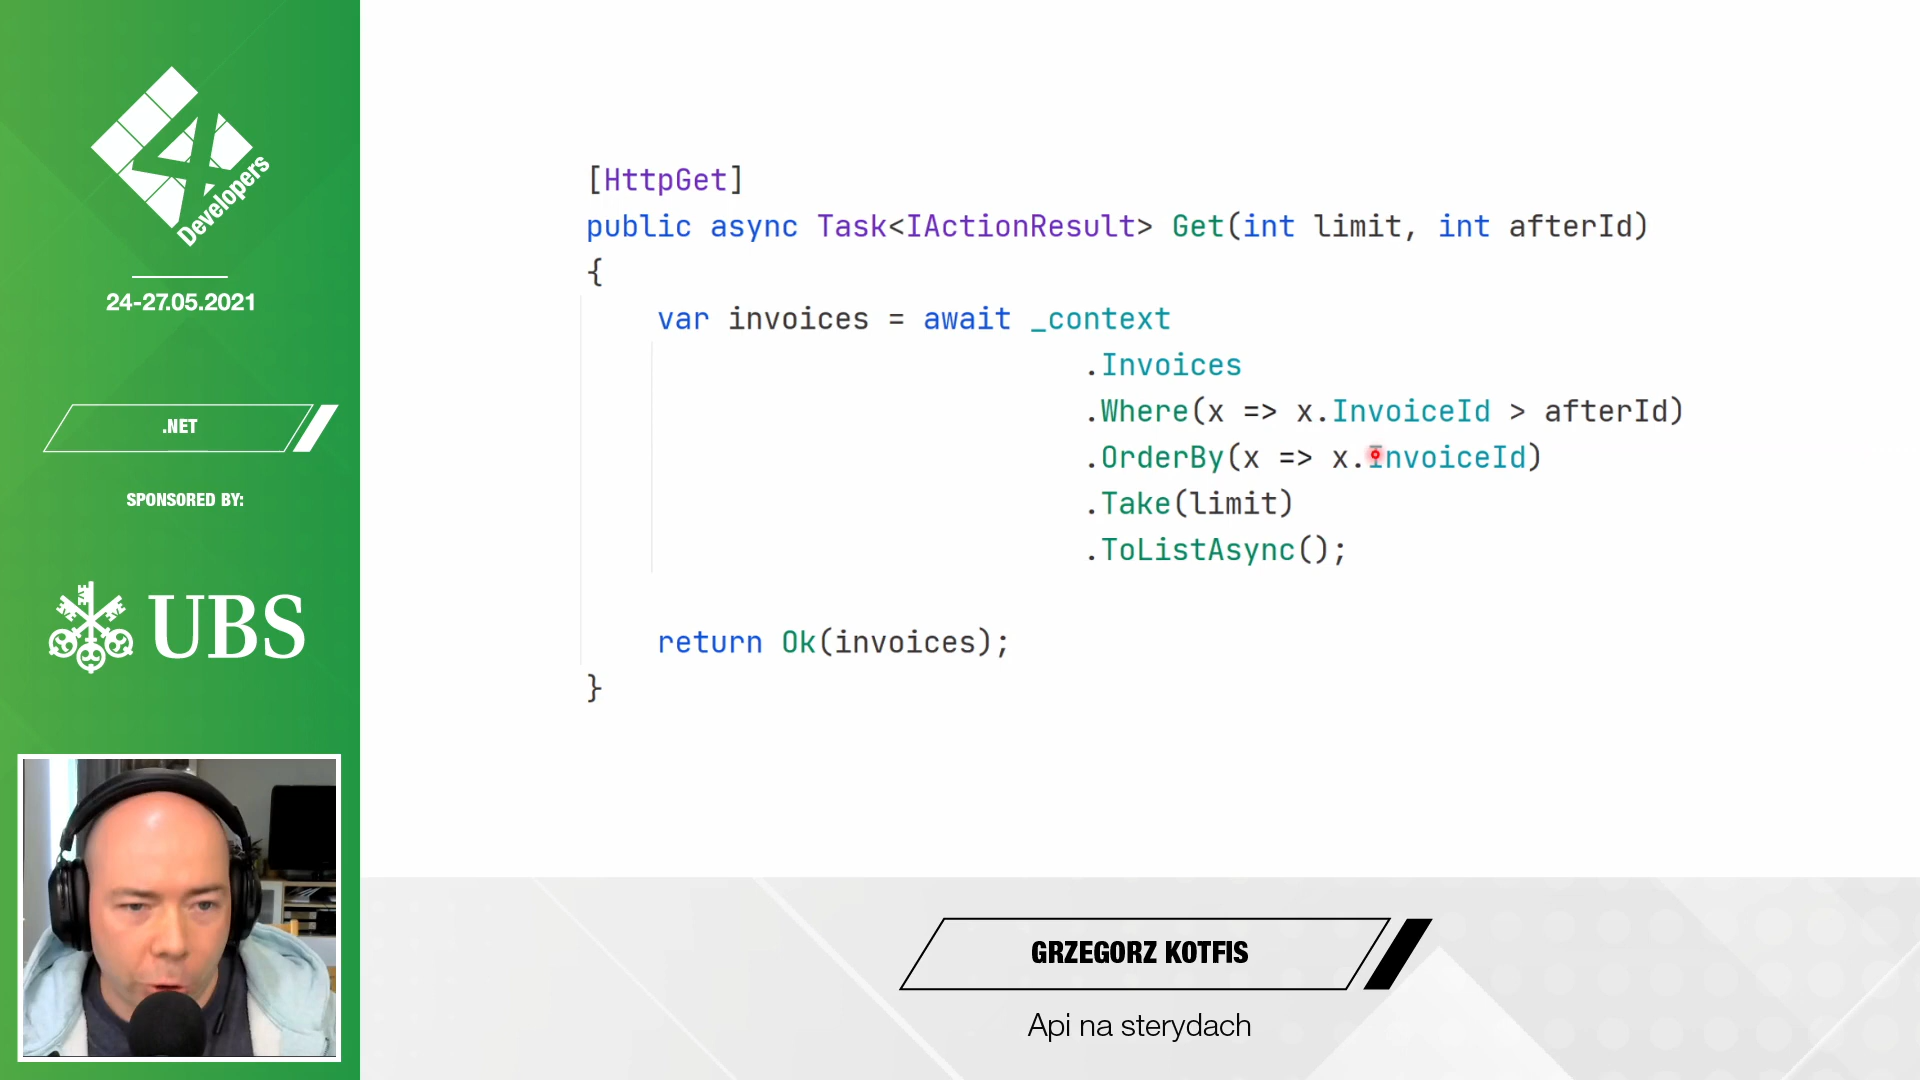 4
Developers
24-27.05.2021
.NET
SPONSORED BY:
UBS
[HttpGet]
public async Task<IActionResult> Get(int limit, int afterId)
{
    var invoices = await _context
                            .Invoices
                            .Where(x => x.InvoiceId > afterId)
                            .OrderBy(x => x.InvoiceId)
                            .Take(limit)
                            .ToListAsync();
    return Ok(invoices);
}
GRZEGORZ KOTFIS
Api na sterydach